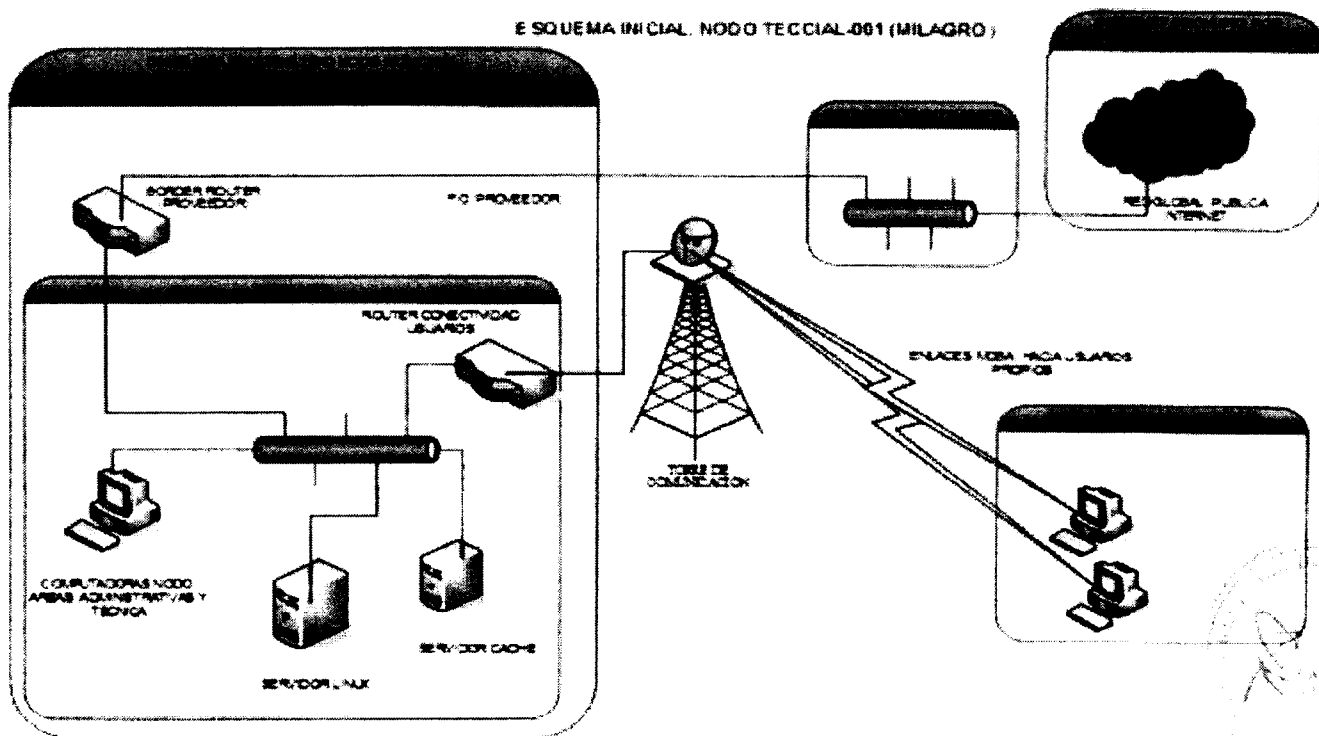 ESQUEMA INICIAL. NODO TECCIAL-001 (MILAGRO)
BORDER ROUTER
PROVEEDOR
F.O. PROVEEDOR
RED GLOBAL PUBLICA
INTERNET
ROUTER CONECTIVIDAD
USUARIOS
ENLACES HACIA USUARIOS
PROPIOS
TORRE DE
COMUNICACION
COMPUTADORAS NODO
AREAS ADMINISTRATIVAS Y
TECNICA
SERVIDOR CACHE
SERVIDOR LINUX